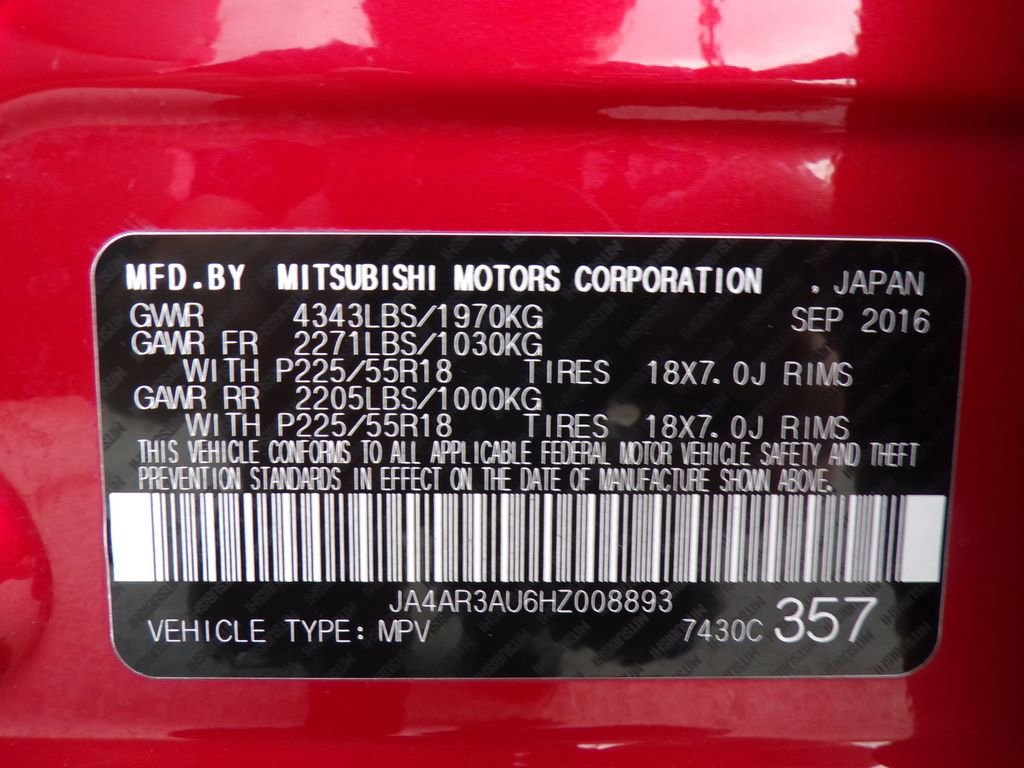 MFD.BY MITSUBISHI MOTORS CORPORATION , JAPAN
GVWR 4343LBS/1970KG SEP 2016
GAWR FR 2271LBS/1030KG
WITH P225/55R18 TIRES 18X7.0J RIMS
GAWR RR 2205LBS/1000KG
WITH P225/55R18 TIRES 18X7.0J RIMS
THIS VEHICLE CONFORMS TO ALL APPLICABLE FEDERAL MOTOR VEHICLE SAFETY AND THEFT
PREVENTION STANDARDS IN EFFECT ON THE DATE OF MANUFACTURE SHOWN ABOVE.
JA4AR3AU6HZ008893
VEHICLE TYPE: MPV 7430C 357